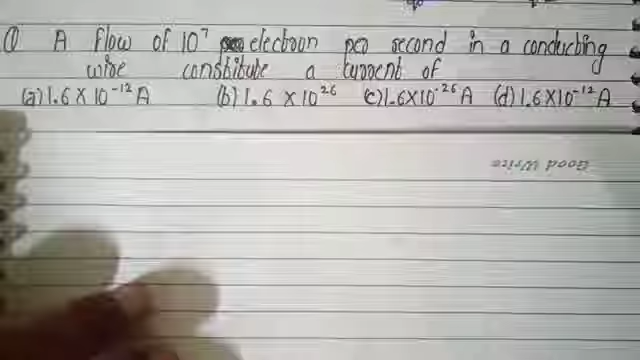 ① A flow of 10⁷ electron per second in a conducting
wire constitute a current of
(a) 1.6 × 10⁻¹² A (b) 1.6 × 10²⁶ (c) 1.6×10⁻²⁶ A (d) 1.6×10⁻¹² A
Good Write